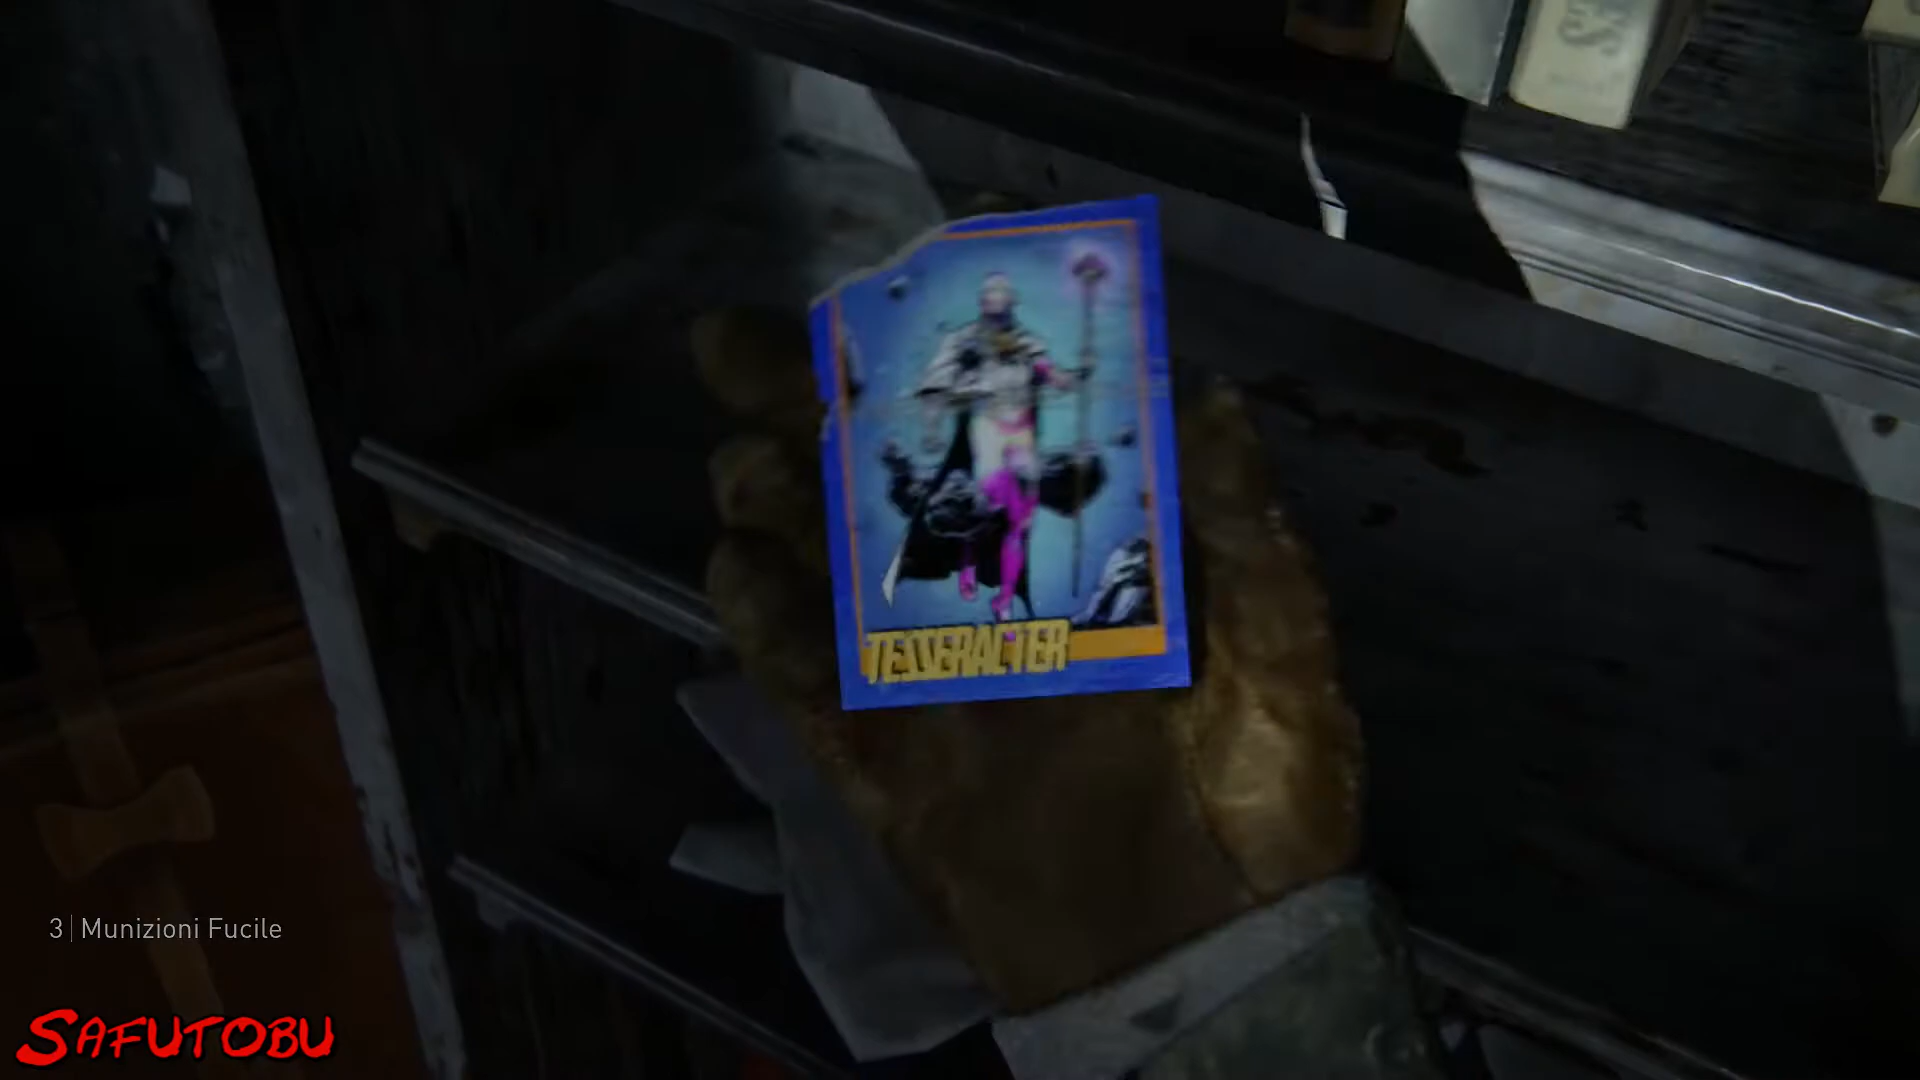 TESSERACTER
3 | Munizioni Fucile
SAFUTOBU